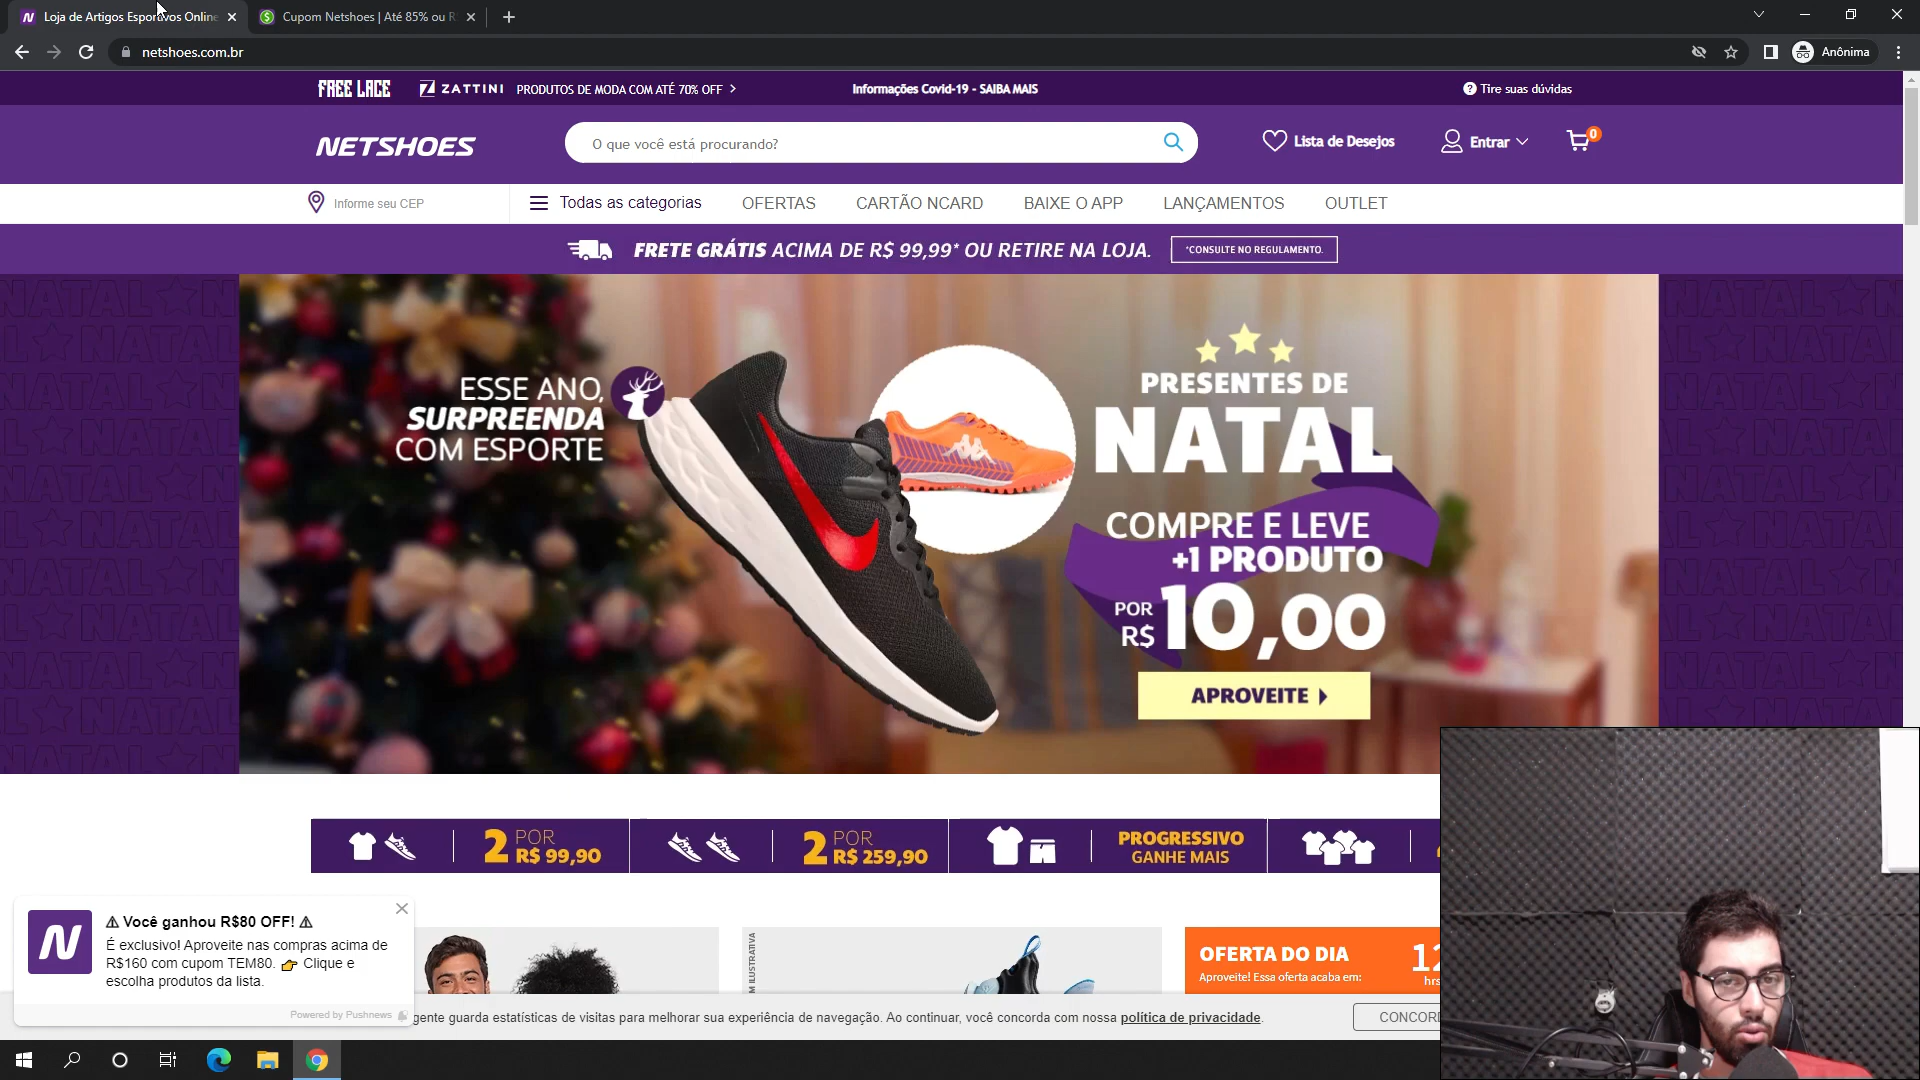 Loja de Artigos Esportivos Online
Cupom Netshoes | Até 85% ou R
netshoes.com.br
Anônima
FREE LACE
ZATTINI PRODUTOS DE MODA COM ATÉ 70% OFF
Informações Covid-19 - SAIBA MAIS
Tire suas dúvidas
NETSHOES
O que você está procurando?
Lista de Desejos
Entrar
0
Informe seu CEP
Todas as categorias
OFERTAS
CARTÃO NCARD
BAIXE O APP
LANÇAMENTOS
OUTLET
FRETE GRÁTIS ACIMA DE R$ 99,99* OU RETIRE NA LOJA.
*CONSULTE NO REGULAMENTO.
ESSE ANO,
SURPREENDA
COM ESPORTE
PRESENTES DE
NATAL
COMPRE E LEVE
+1 PRODUTO
POR
R$ 10,00
APROVEITE
2 POR
R$ 99,90
2 POR
R$ 259,90
PROGRESSIVO
GANHE MAIS
⚠ Você ganhou R$80 OFF! ⚠
É exclusivo! Aproveite nas compras acima de
R$160 com cupom TEM80. 👉 Clique e
escolha produtos da lista.
Powered by Pushnews
M ILUSTRATIVA
OFERTA DO DIA
Aproveite! Essa oferta acaba em:
12
hrs
gente guarda estatísticas de visitas para melhorar sua experiência de navegação. Ao continuar, você concorda com nossa política de privacidade.
CONCORD